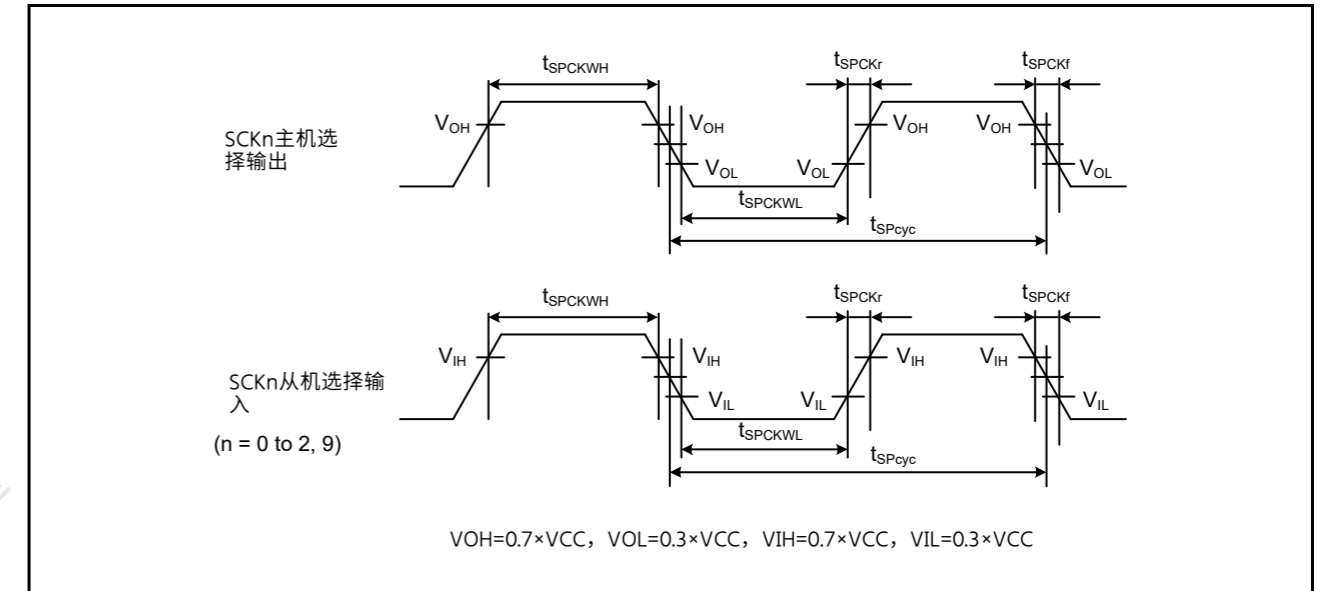 tSPCKWH
tSPCKr
tSPCKf
SCKn主机选
择输出
VOH
VOH
VOH
VOH
VOL
VOL
VOL
tSPCKWL
tSPcyc
tSPCKWH
tSPCKr
tSPCKf
SCKn从机选择输
入
(n = 0 to 2, 9)
VIH
VIH
VIH
VIH
VIL
VIL
VIL
tSPCKWL
tSPcyc
VOH=0.7×VCC，VOL=0.3×VCC，VIH=0.7×VCC，VIL=0.3×VCC